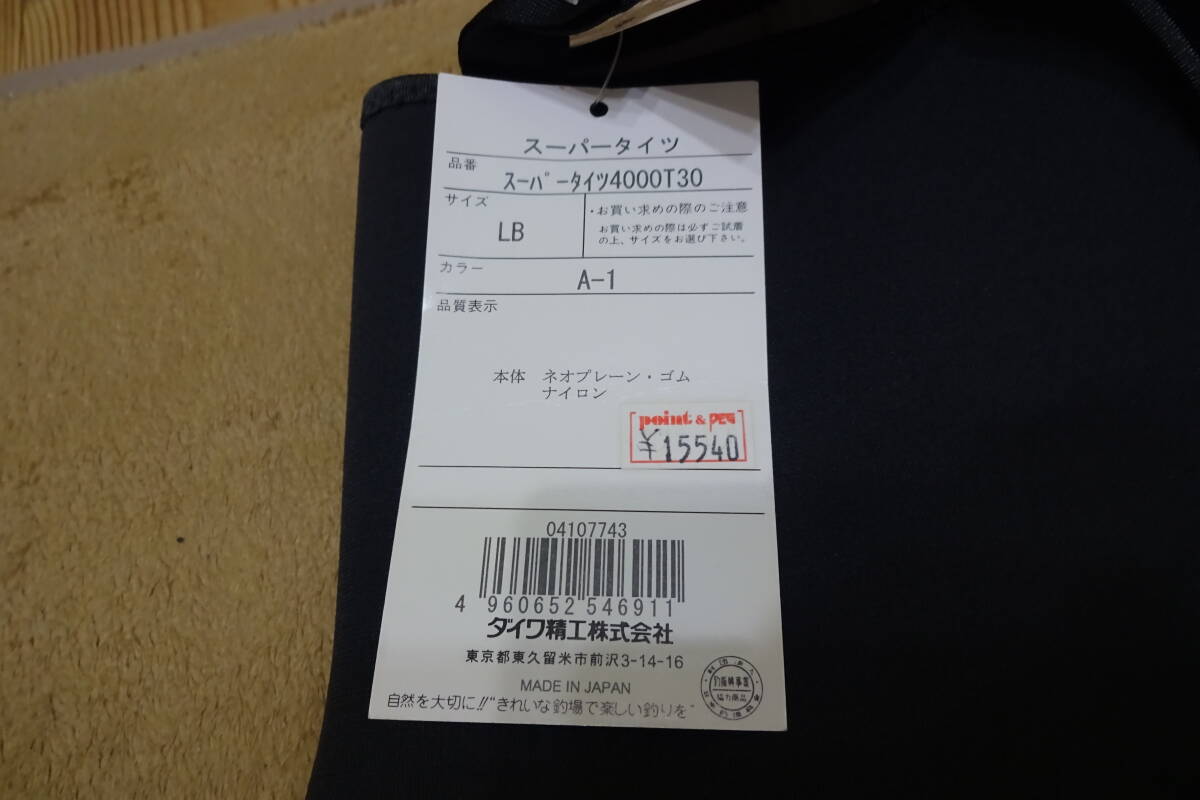 スーパータイツ
品番
スーパータイツ4000T30
サイズ
LB
・お買い求めの際のご注意
お買い求めの際は必ずご試着
の上、サイズをお選び下さい。
カラー
A-1
品質表示
本体 ネオプレーン・ゴム
ナイロン
point & PEG
¥15540
04107743
4 960652 546911
ダイワ精工株式会社
東京都東久留米市前沢3-14-16
MADE IN JAPAN
自然を大切に!!"きれいな釣場で楽しい釣りを"
協力商品